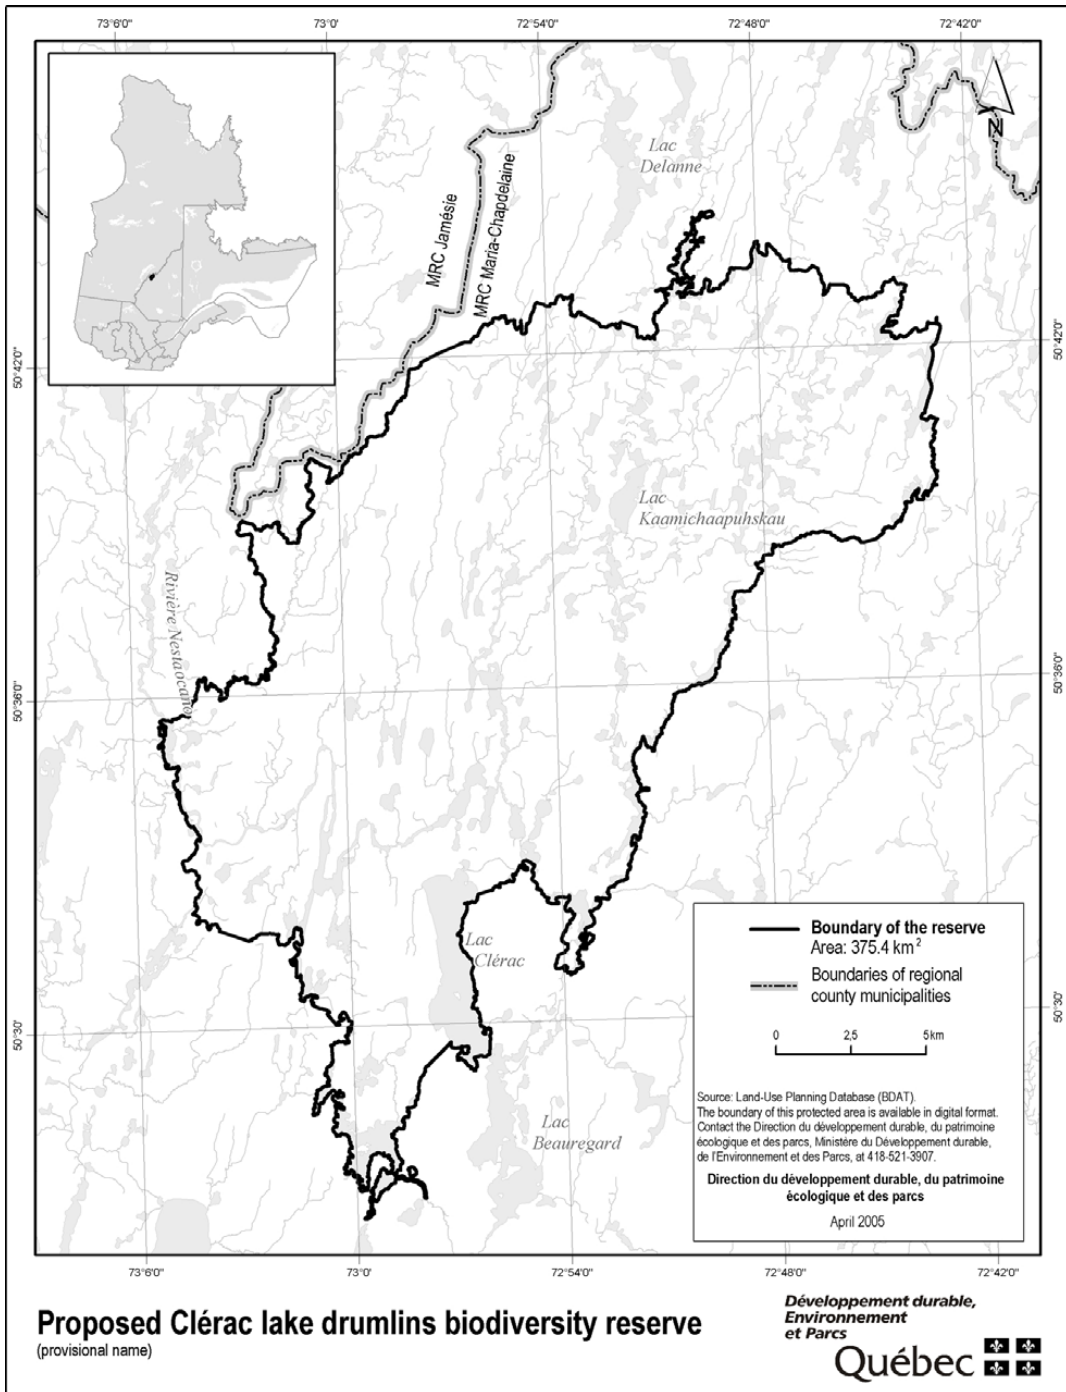 73°6'0"
73°0'
72°54'0"
72°48'0"
72°42'0"
N
Lac
Delanne
MRC Jamésie
MRC Maria-Chapdelaine
50°42'0"
50°42'0"
Lac
Kaamichaapuhskau
Rivière Nestaocano
50°36'0"
50°36'0"
Lac
Clérac
Boundary of the reserve
Area: 375.4 km²
Boundaries of regional
county municipalities
0 2,5 5km
50°30'
50°30'
Lac
Beauregard
Source: Land-Use Planning Database (BDAT).
The boundary of this protected area is available in digital format.
Contact the Direction du développement durable, du patrimoine
écologique et des parcs, Ministère du Développement durable,
de l'Environnement et des Parcs, at 418-521-3907.
Direction du développement durable, du patrimoine
écologique et des parcs
April 2005
73°6'0"
73°0'
72°54'0"
72°48'0"
72°42'0"
Proposed Clérac lake drumlins biodiversity reserve
(provisional name)
Développement durable,
Environnement
et Parcs
Québec